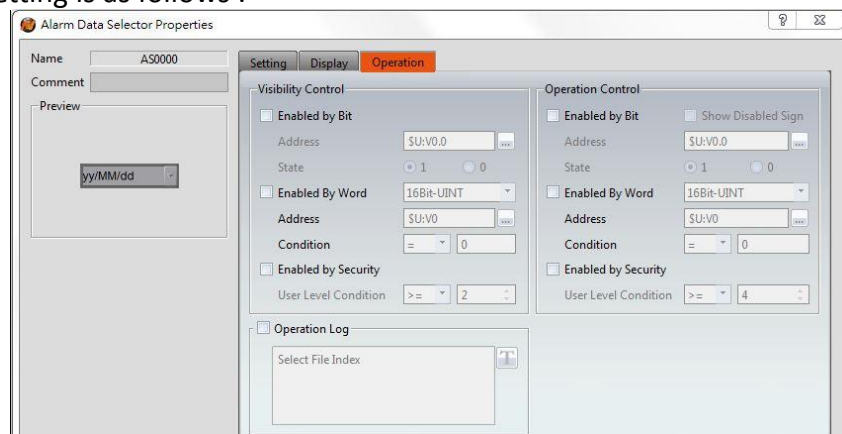 etting is as follows :
Alarm Data Selector Properties
Name AS0000
Comment
Preview
yy/MM/dd
Setting Display Operation
Visibility Control
Enabled by Bit
Address $U:V0.0 ...
State 1 0
Enabled By Word 16Bit-UINT
Address $U:V0 ...
Condition = 0
Enabled by Security
User Level Condition >= 2
Operation Control
Enabled by Bit Show Disabled Sign
Address $U:V0.0 ...
State 1 0
Enabled By Word 16Bit-UINT
Address $U:V0 ...
Condition = 0
Enabled by Security
User Level Condition >= 4
Operation Log
Select File Index T